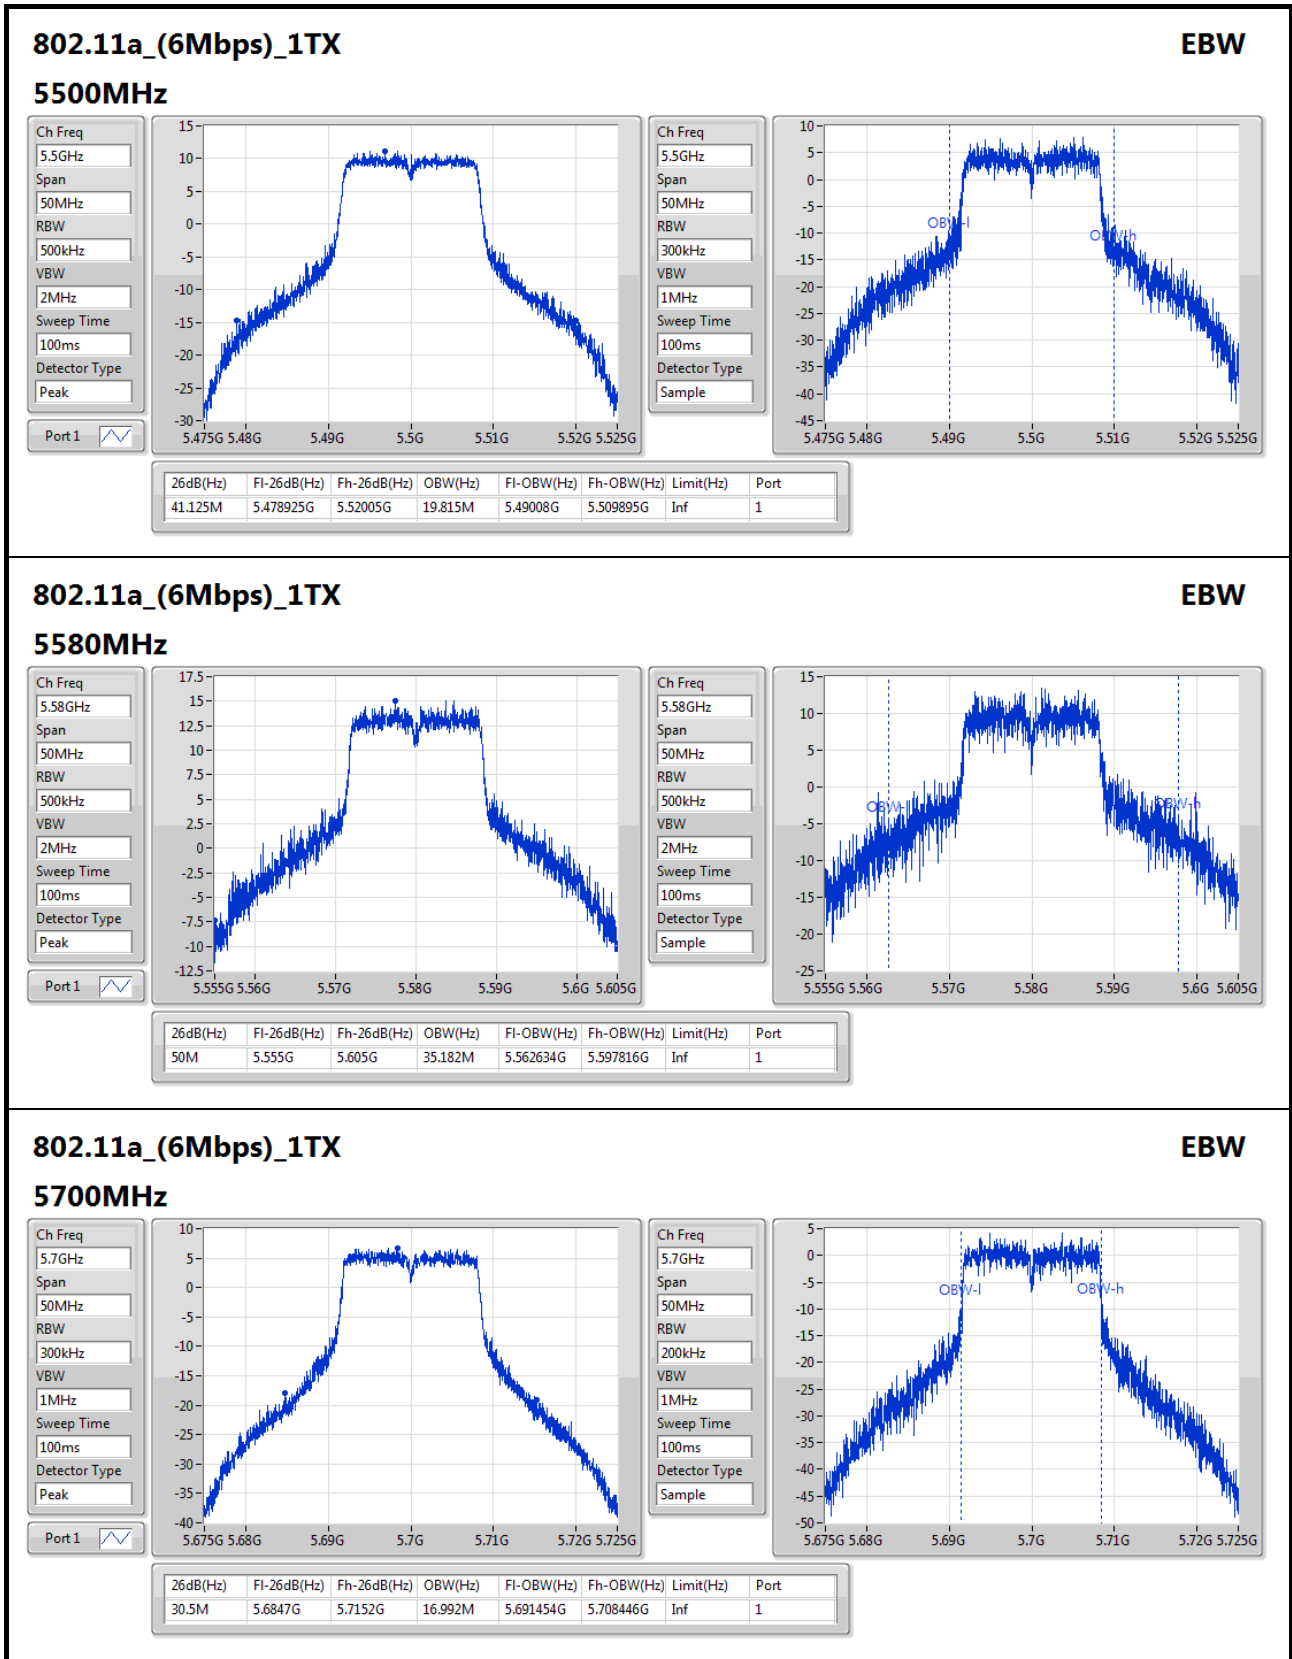 802.11a_(6Mbps)_1TX EBW
5500MHz
Ch Freq
5.5GHz
Span
50MHz
RBW
500kHz
VBW
2MHz
Sweep Time
100ms
Detector Type
Peak
Port 1
15
10
5
0
-5
-10
-15
-20
-25
-30
5.475G 5.48G 5.49G 5.5G 5.51G 5.52G 5.525G
Ch Freq
5.5GHz
Span
50MHz
RBW
300kHz
VBW
1MHz
Sweep Time
100ms
Detector Type
Sample
10
5
0
-5
-10
-15
-20
-25
-30
-35
-40
-45
OBW-l
OBW-h
5.475G 5.48G 5.49G 5.5G 5.51G 5.52G 5.525G
26dB(Hz) Fl-26dB(Hz) Fh-26dB(Hz) OBW(Hz) Fl-OBW(Hz) Fh-OBW(Hz) Limit(Hz) Port
41.125M 5.478925G 5.52005G 19.815M 5.49008G 5.509895G Inf 1
802.11a_(6Mbps)_1TX EBW
5580MHz
Ch Freq
5.58GHz
Span
50MHz
RBW
500kHz
VBW
2MHz
Sweep Time
100ms
Detector Type
Peak
Port 1
17.5
15
12.5
10
7.5
5
2.5
0
-2.5
-5
-7.5
-10
-12.5
5.555G 5.56G 5.57G 5.58G 5.59G 5.6G 5.605G
Ch Freq
5.58GHz
Span
50MHz
RBW
500kHz
VBW
2MHz
Sweep Time
100ms
Detector Type
Sample
15
10
5
0
-5
-10
-15
-20
-25
OBW-l
OBW-h
5.555G 5.56G 5.57G 5.58G 5.59G 5.6G 5.605G
26dB(Hz) Fl-26dB(Hz) Fh-26dB(Hz) OBW(Hz) Fl-OBW(Hz) Fh-OBW(Hz) Limit(Hz) Port
50M 5.555G 5.605G 35.182M 5.562634G 5.597816G Inf 1
802.11a_(6Mbps)_1TX EBW
5700MHz
Ch Freq
5.7GHz
Span
50MHz
RBW
300kHz
VBW
1MHz
Sweep Time
100ms
Detector Type
Peak
Port 1
10
5
0
-5
-10
-15
-20
-25
-30
-35
-40
5.675G 5.68G 5.69G 5.7G 5.71G 5.72G 5.725G
Ch Freq
5.7GHz
Span
50MHz
RBW
200kHz
VBW
1MHz
Sweep Time
100ms
Detector Type
Sample
5
0
-5
-10
-15
-20
-25
-30
-35
-40
-45
-50
OBW-l
OBW-h
5.675G 5.68G 5.69G 5.7G 5.71G 5.72G 5.725G
26dB(Hz) Fl-26dB(Hz) Fh-26dB(Hz) OBW(Hz) Fl-OBW(Hz) Fh-OBW(Hz) Limit(Hz) Port
30.5M 5.6847G 5.7152G 16.992M 5.691454G 5.708446G Inf 1